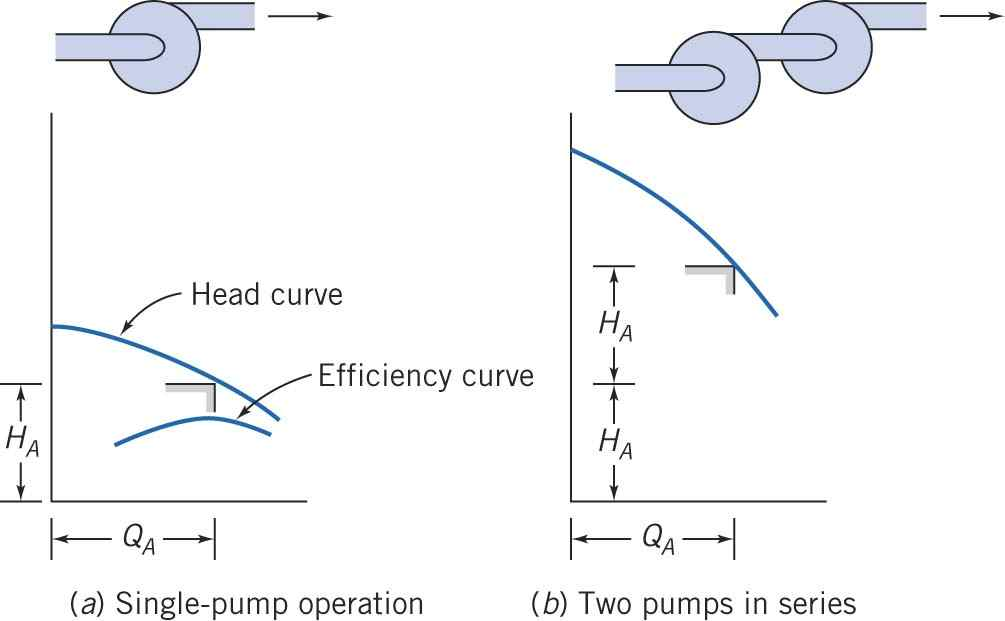 Head curve
Efficiency curve
H_A
Q_A
(a) Single-pump operation
H_A
H_A
Q_A
(b) Two pumps in series